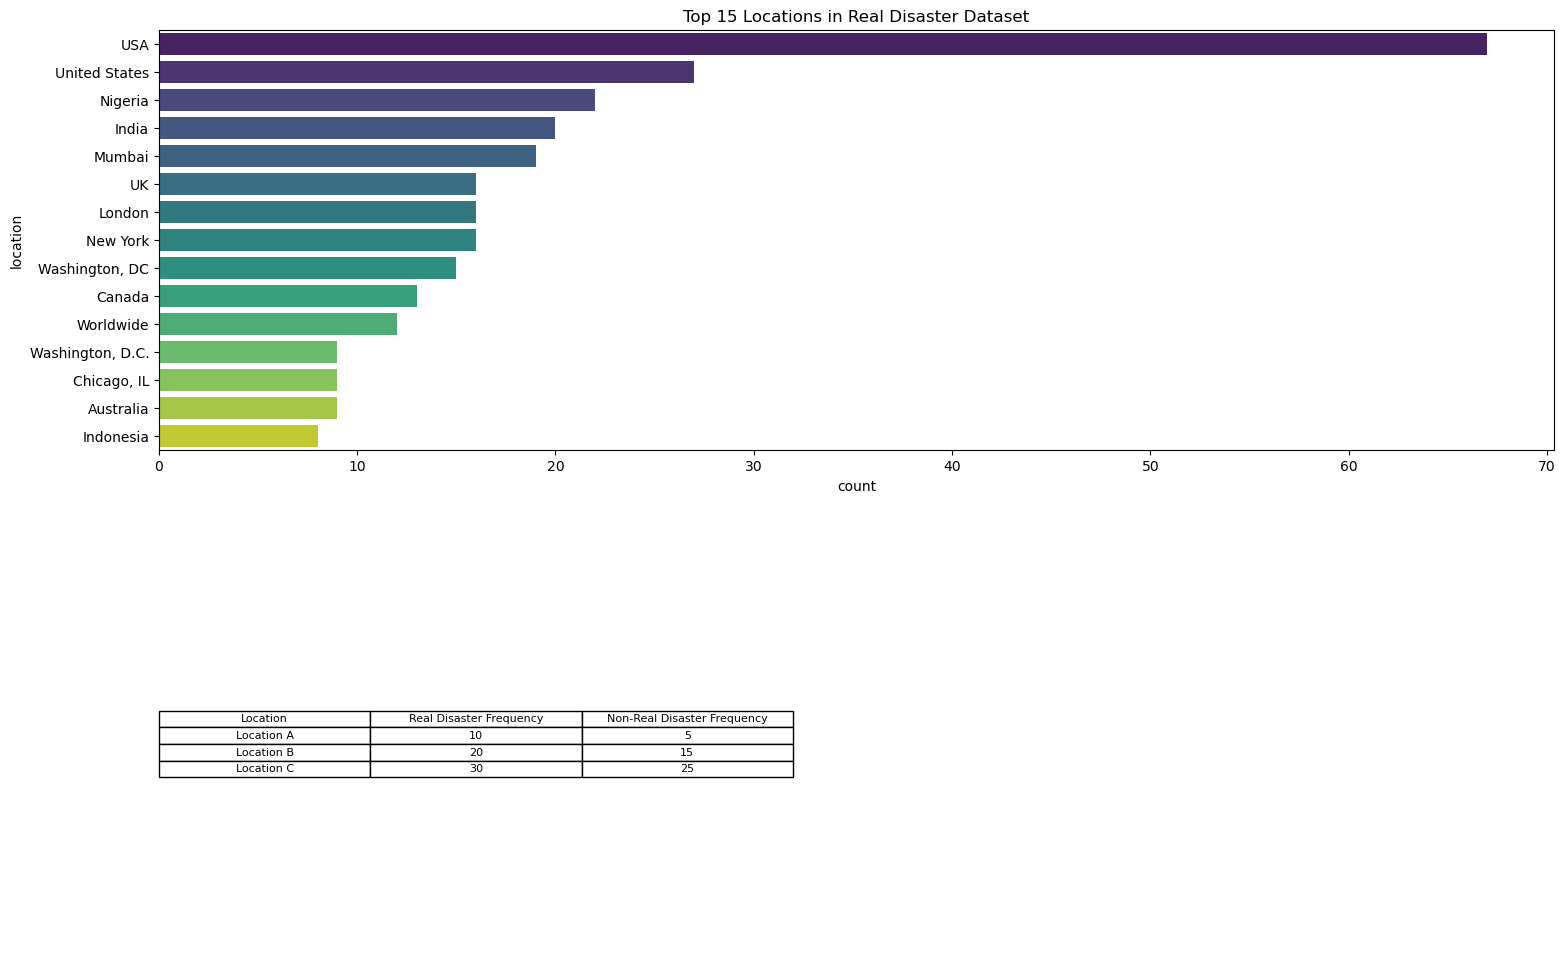 Top 15 Locations in Real Disaster Dataset
location
USA
United States
Nigeria
India
Mumbai
UK
London
New York
Washington, DC
Canada
Worldwide
Washington, D.C.
Chicago, IL
Australia
Indonesia
0 10 20 30 40 50 60 70
count
Location Real Disaster Frequency Non-Real Disaster Frequency
Location A 10 5
Location B 20 15
Location C 30 25